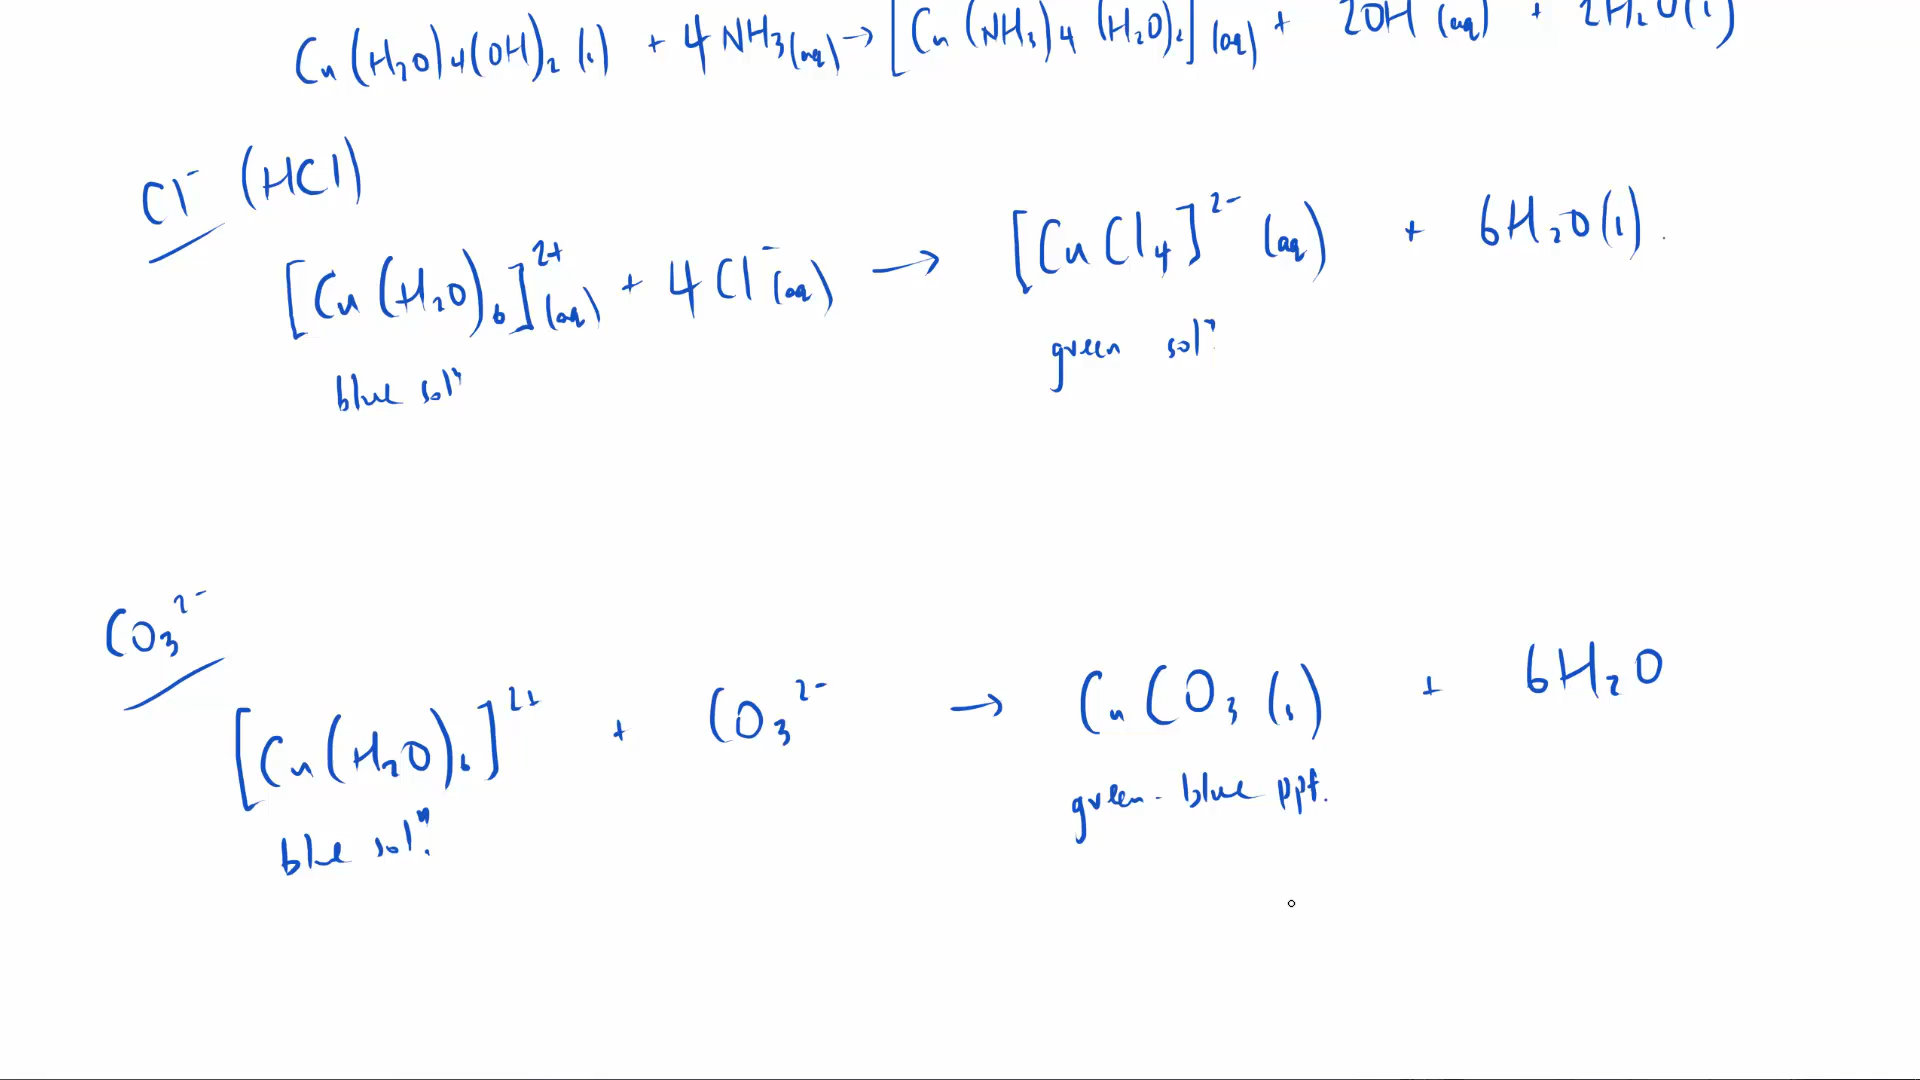 Cu(H₂O)₄(OH)₂ (s) + 4NH₃(aq) → [Cu(NH₃)₄(H₂O)₂] (aq) + 2OH (aq) + 2H₂O(l)
Cl⁻ (HCl)
[Cu(H₂O)₆]²⁺(aq) + 4Cl⁻(aq) → [CuCl₄]²⁻ (aq) + 6H₂O(l).
blue solⁿ green solⁿ
CO₃²⁻
[Cu(H₂O)₆]²⁺ + CO₃²⁻ → CuCO₃ (s) + 6H₂O
blue solⁿ. green-blue ppt.